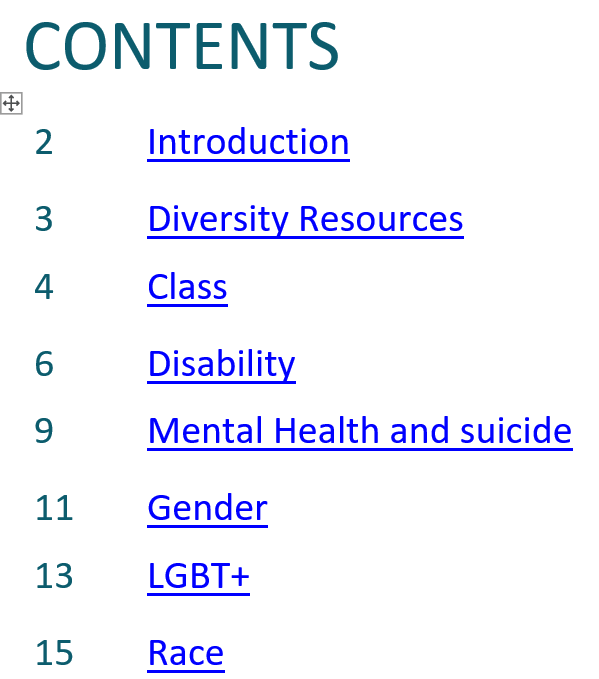 CONTENTS
2 Introduction
3 Diversity Resources
4 Class
6 Disability
9 Mental Health and suicide
11 Gender
13 LGBT+
15 Race